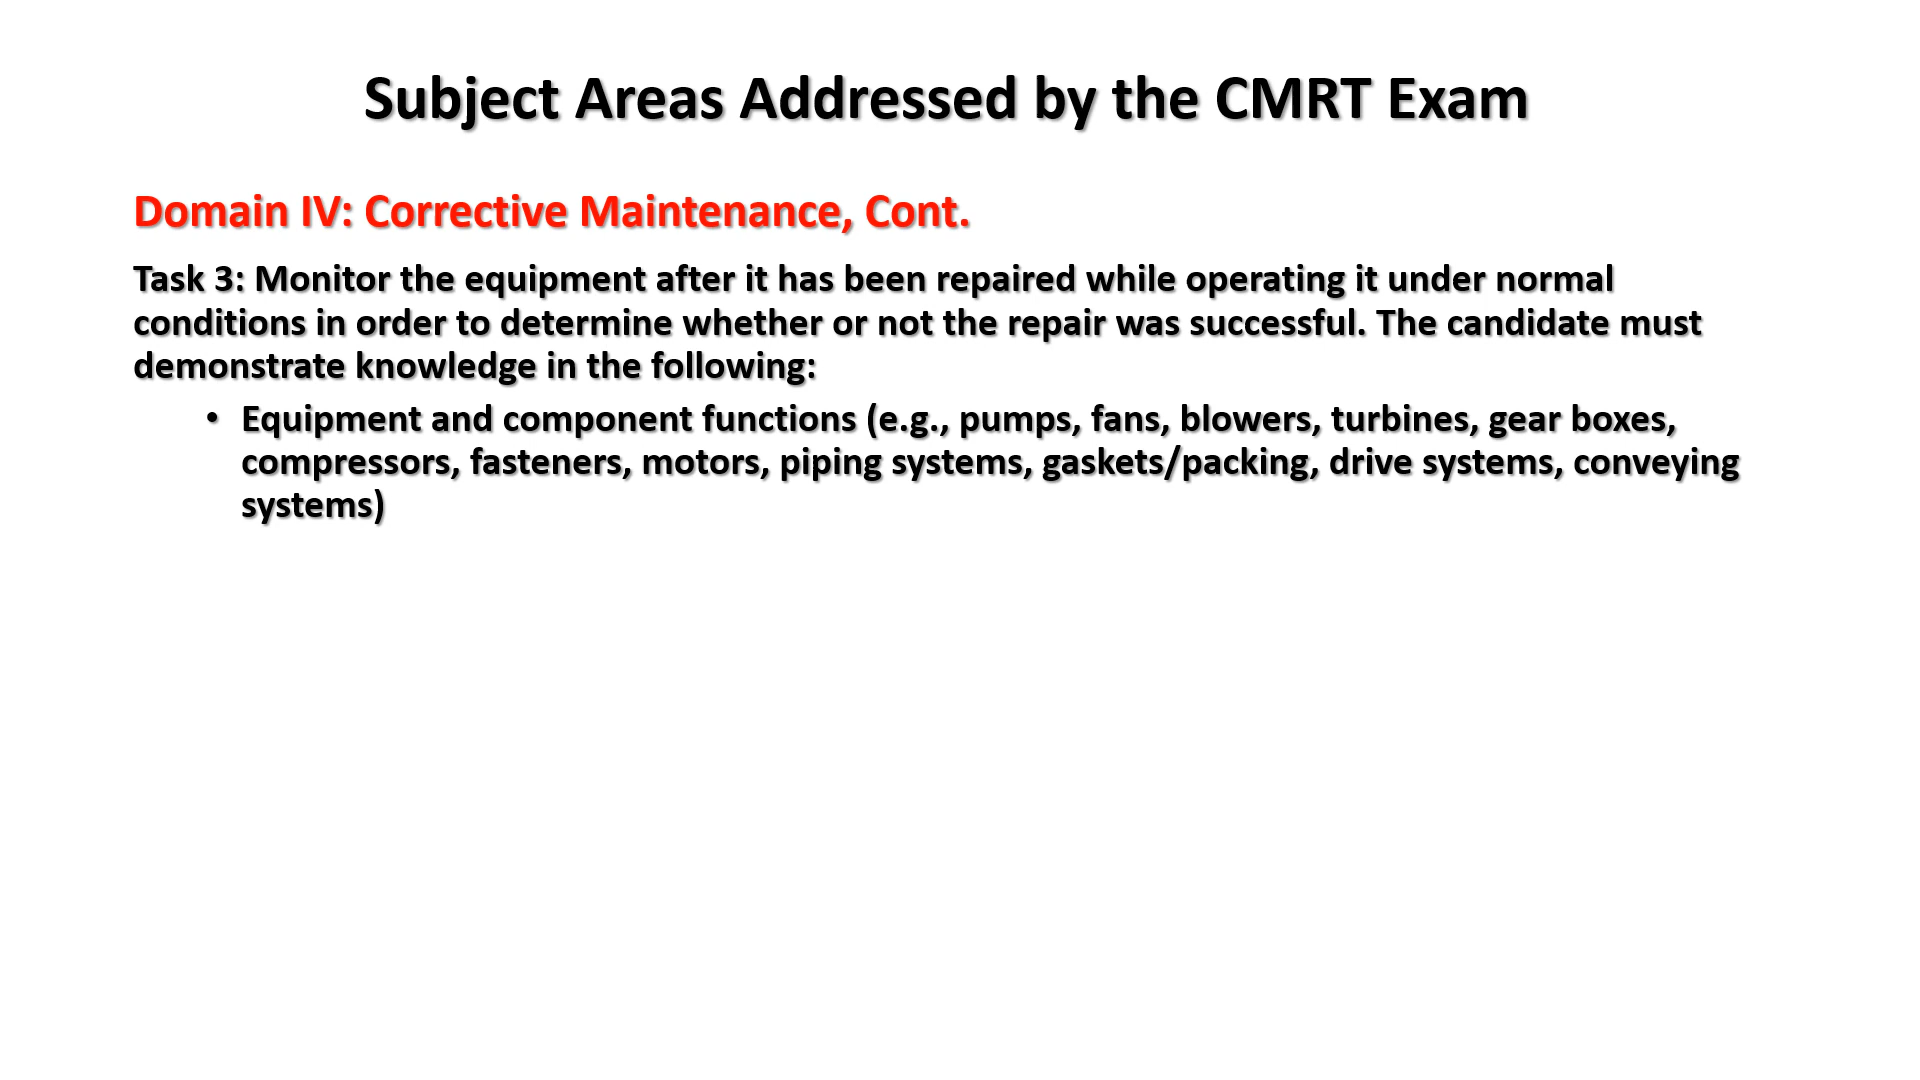 Subject Areas Addressed by the CMRT Exam
Domain IV: Corrective Maintenance, Cont.
Task 3: Monitor the equipment after it has been repaired while operating it under normal
conditions in order to determine whether or not the repair was successful. The candidate must
demonstrate knowledge in the following:
• Equipment and component functions (e.g., pumps, fans, blowers, turbines, gear boxes,
compressors, fasteners, motors, piping systems, gaskets/packing, drive systems, conveying
systems)